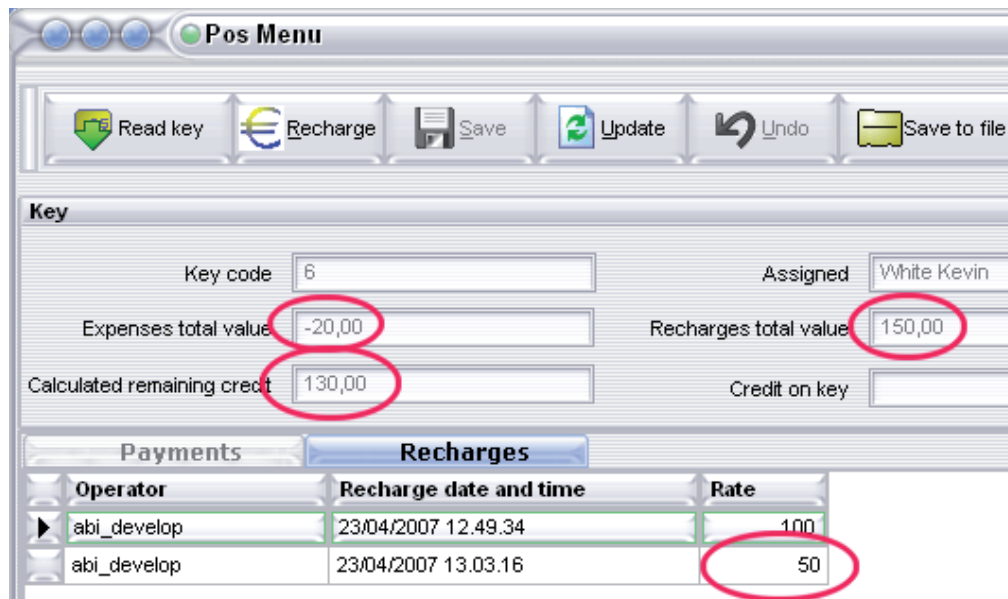 Pos Menu
Read key Recharge Save Update Undo Save to file
Key
Key code 6 Assigned White Kevin
Expenses total value -20,00 Recharges total value 150,00
Calculated remaining credit 130,00 Credit on key
Payments Recharges
Operator Recharge date and time Rate
abi_develop 23/04/2007 12.49.34 100
abi_develop 23/04/2007 13.03.16 50